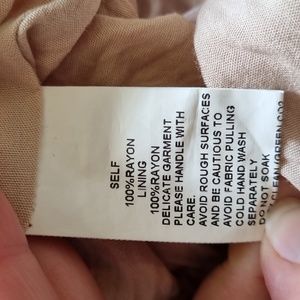 SELF
100%RAYON
LINING
100%RAYON
DELICATE GARMENT
PLEASE HANDLE WITH
CARE.
AVOID ROUGH SURFACES
AND BE CAUTIOUS TO
AVOID FABRIC PULLING
COLD HAND WASH
SEPARATELY
DO NOT SOAK